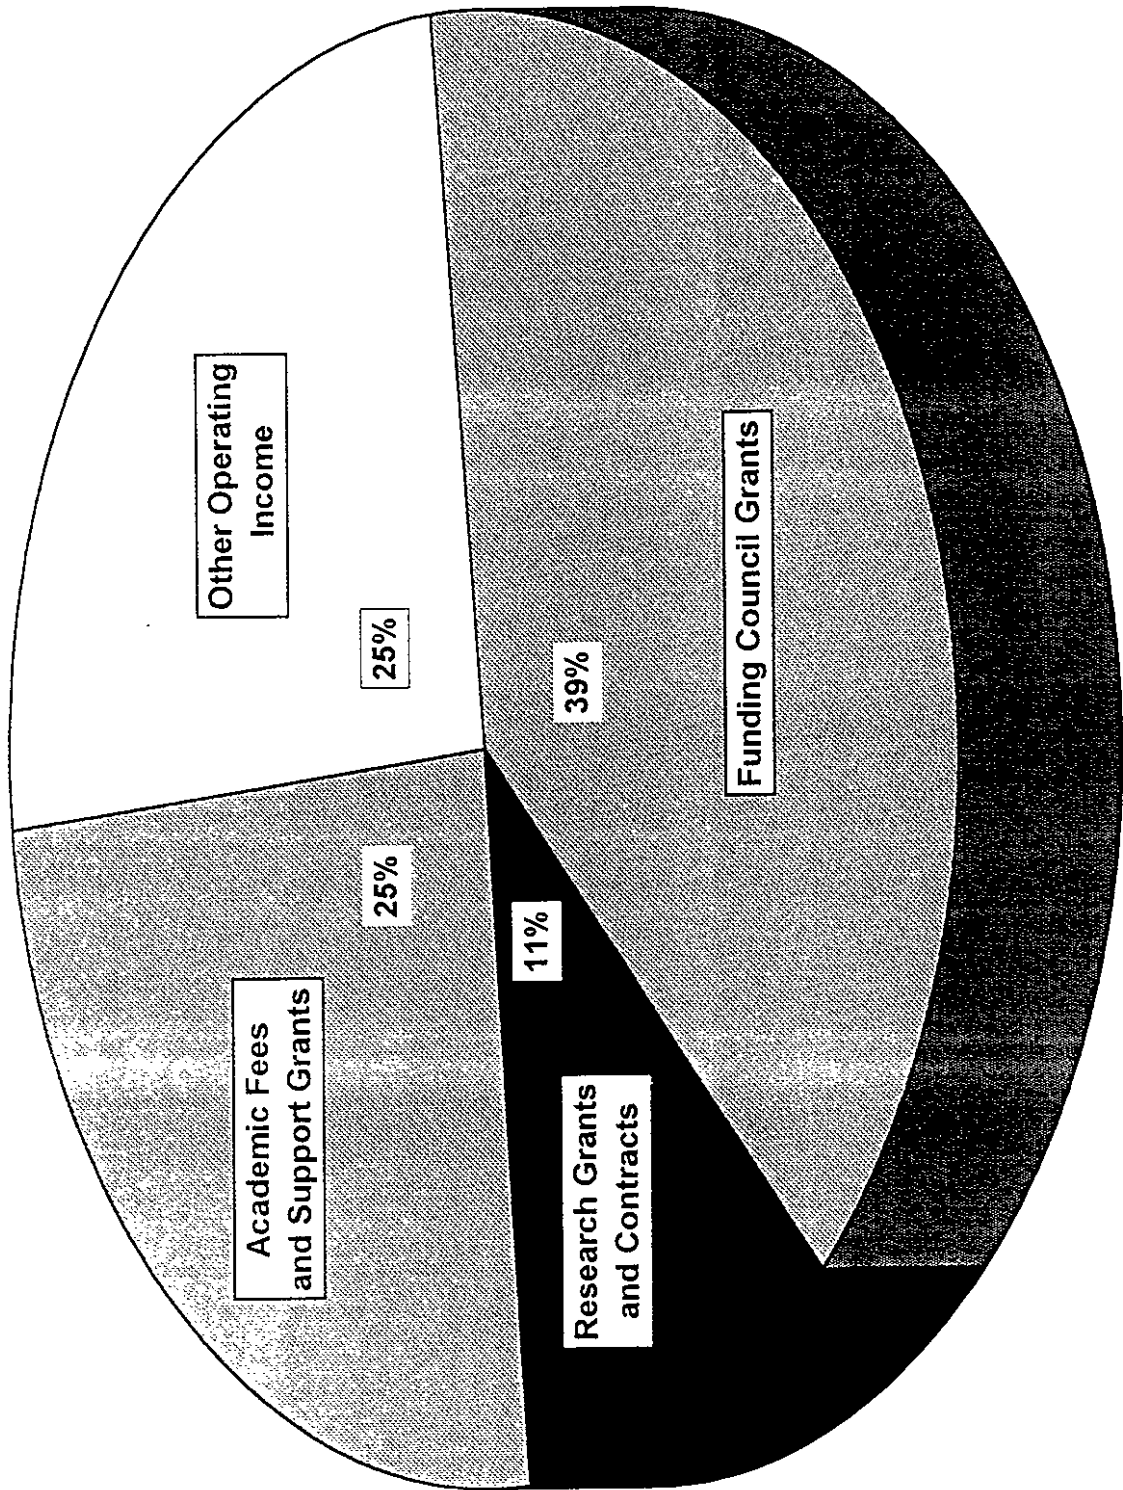 Other Operating
Income
25%
Academic Fees
and Support Grants
25%
11%
Research Grants
and Contracts
39%
Funding Council Grants